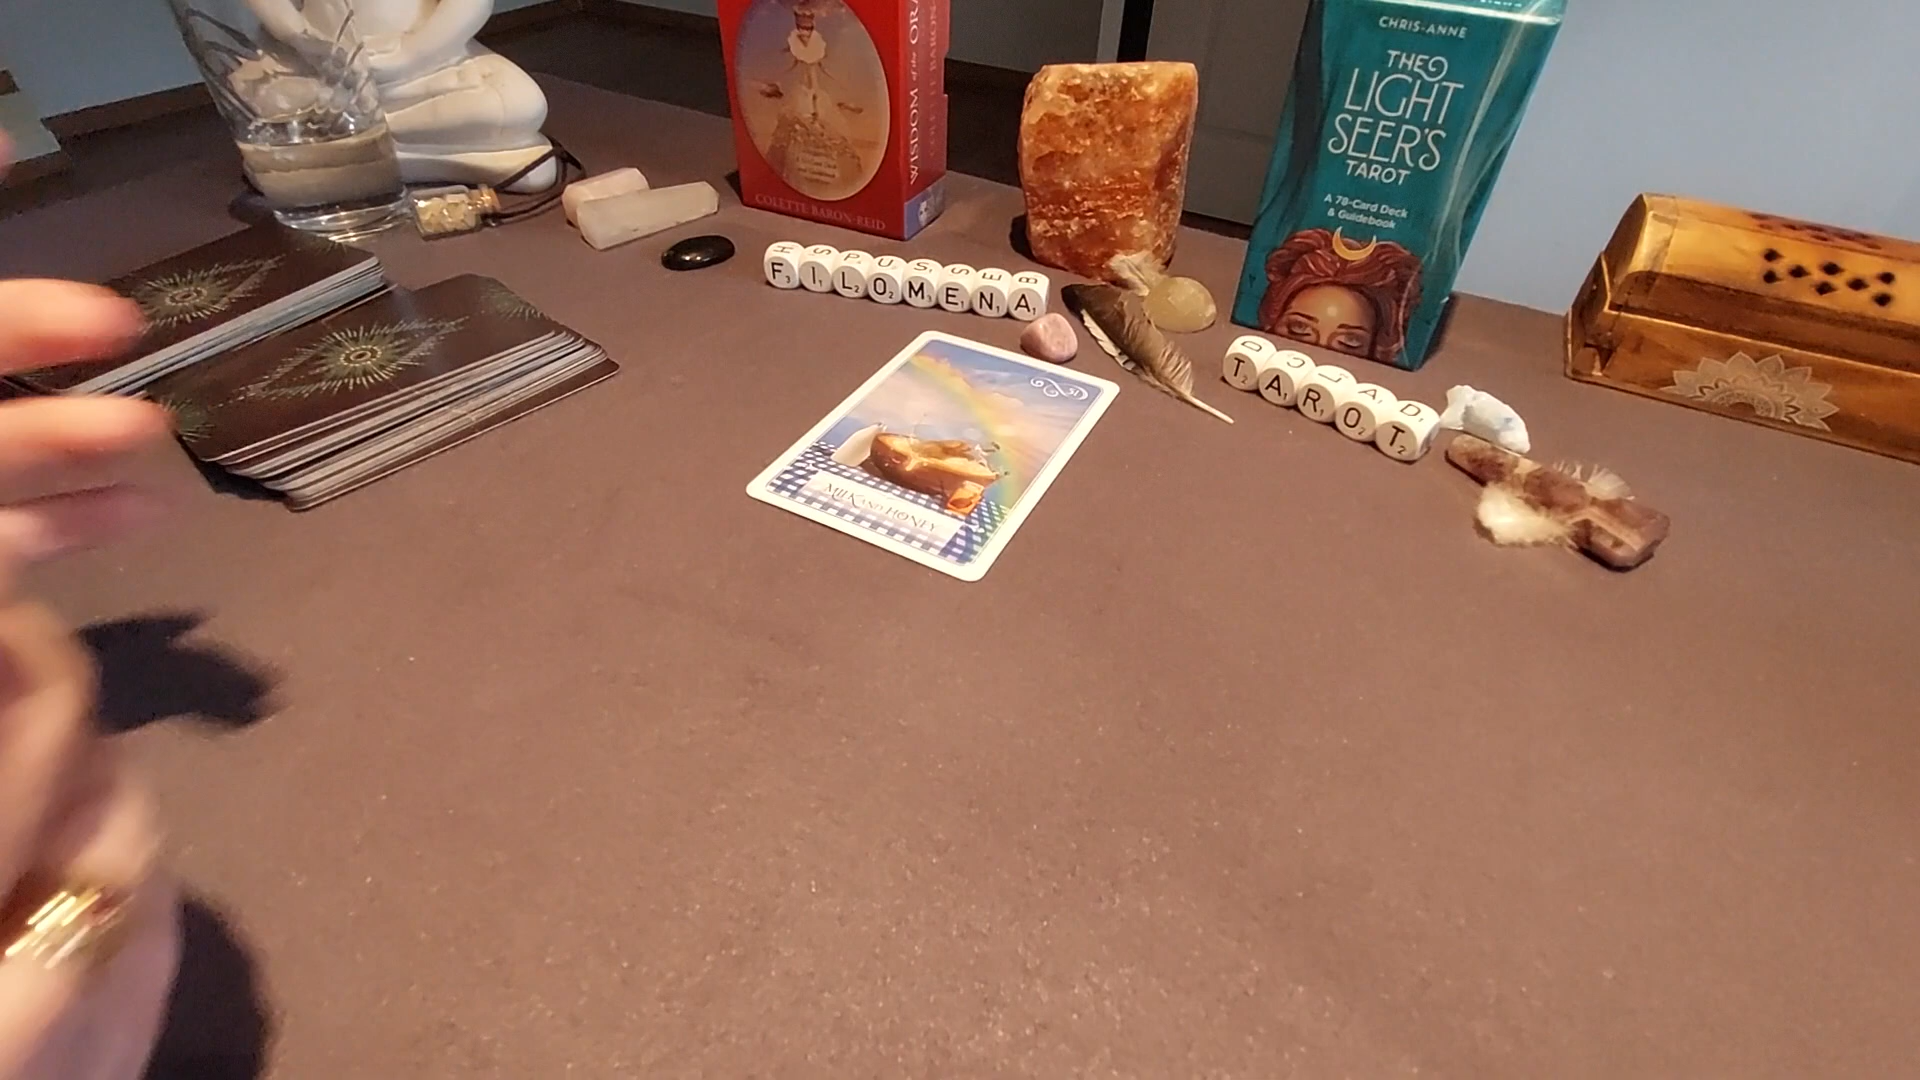 WISDOM of the ORA
COLETTE BARON-REID
CHRIS-ANNE
THE
LIGHT
SEER'S
TAROT
A 78-Card Deck
& Guidebook
FILOMENA
TAROT
MILK AND HONEY
51